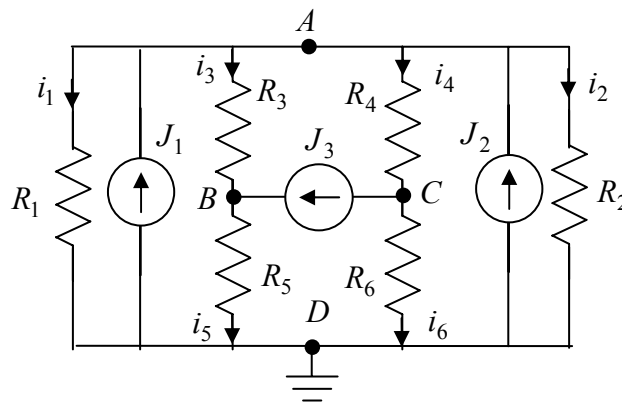 A
i₁ i₃ R₃ R₄ i₄ i₂
J₁ J₃ J₂
R₁ B C R₂
R₅ R₆
i₅ D i₆